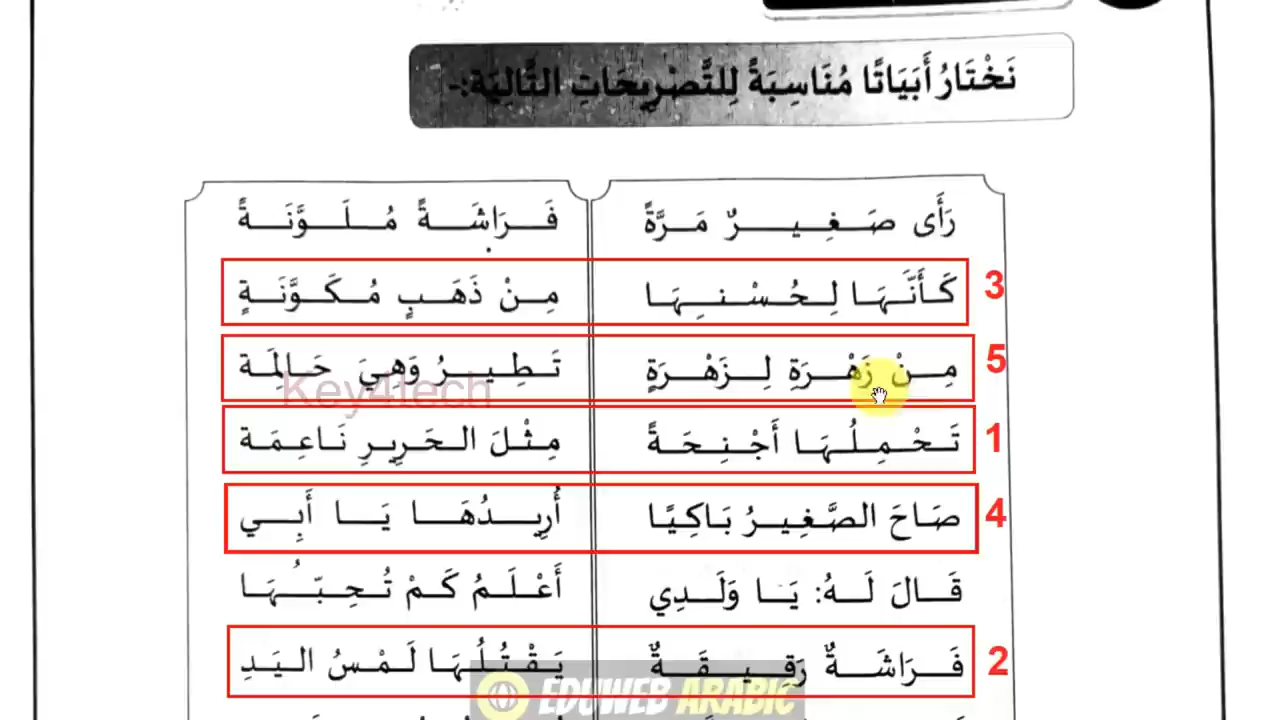 نَخْتَارُ أَبَيَاتًا مُنَاسِبَةً لِلتَّصْرِيحَاتِ التَّالِيَة:-
رَأَى صَغِيرٌ مَرَّةً فَرَاشَةً مُلَوَّنَةً
كَأَنَّهَا لِحُسْنِهَا مِنْ ذَهَبٍ مُكَوَّنَةٍ 3
مِنْ زَهْرَةِ لِزَهْرَةٍ تَطِيرُ وَهِيَ حَالِمَة 5
Key4tech
تَحْمِلُهَا أَجْنِحَةً مِثْلَ الحَرِيرِ نَاعِمَة 1
صَاحَ الصَّغِيرُ بَاكِيًا أُرِيدُهَا يَا أَبِي 4
قَالَ لَهُ: يَا وَلَدِي أَعْلَمُ كَمْ تُحِبُّهَا
فَرَاشَةٌ رَقِيقَةٌ يَقْتُلُهَا لَمْسُ اليَدِ 2
EDUWEB ARABIC